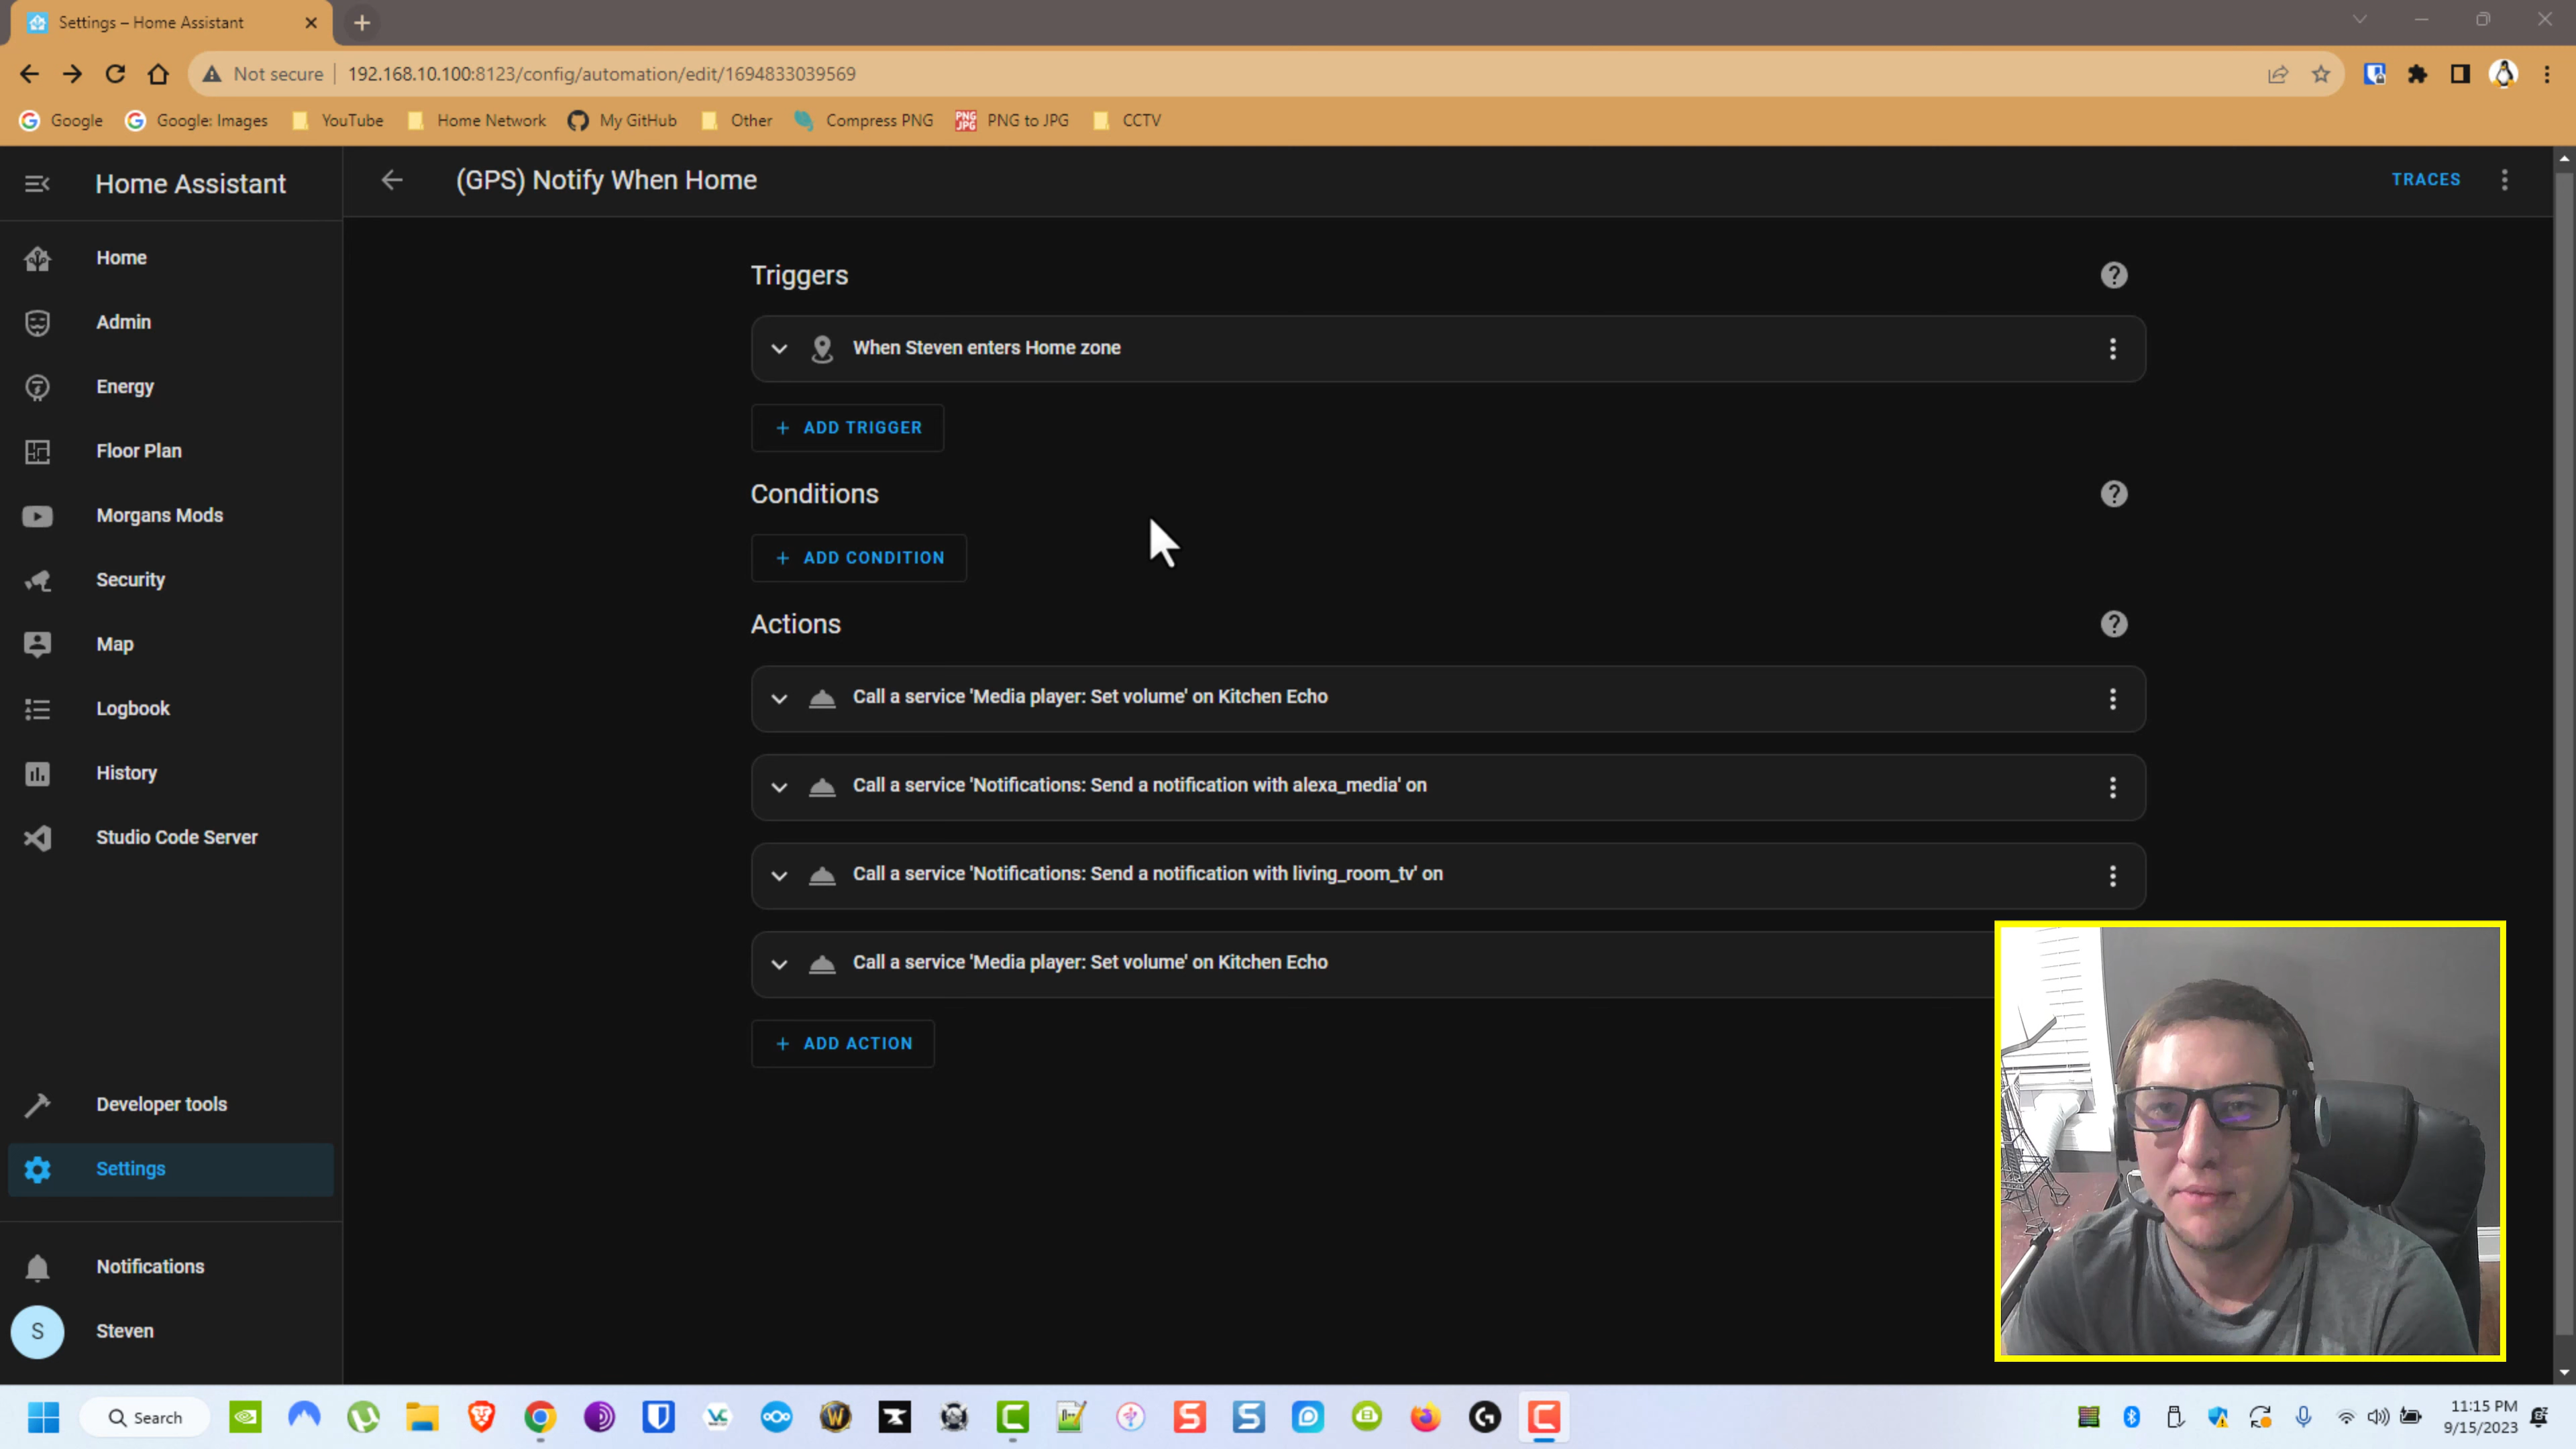 Settings – Home Assistant
Not secure
192.168.10.100:8123/config/automation/edit/1694833039569
Google
Google: Images
YouTube
Home Network
My GitHub
Other
Compress PNG
PNG to JPG
CCTV
Home Assistant
(GPS) Notify When Home
TRACES
Home
Admin
Energy
Floor Plan
Morgans Mods
Security
Map
Logbook
History
Studio Code Server
Developer tools
Settings
Notifications
S
Steven
Triggers
When Steven enters Home zone
+ ADD TRIGGER
Conditions
+ ADD CONDITION
Actions
Call a service 'Media player: Set volume' on Kitchen Echo
Call a service 'Notifications: Send a notification with alexa_media' on
Call a service 'Notifications: Send a notification with living_room_tv' on
Call a service 'Media player: Set volume' on Kitchen Echo
+ ADD ACTION
Search
11:15 PM
9/15/2023